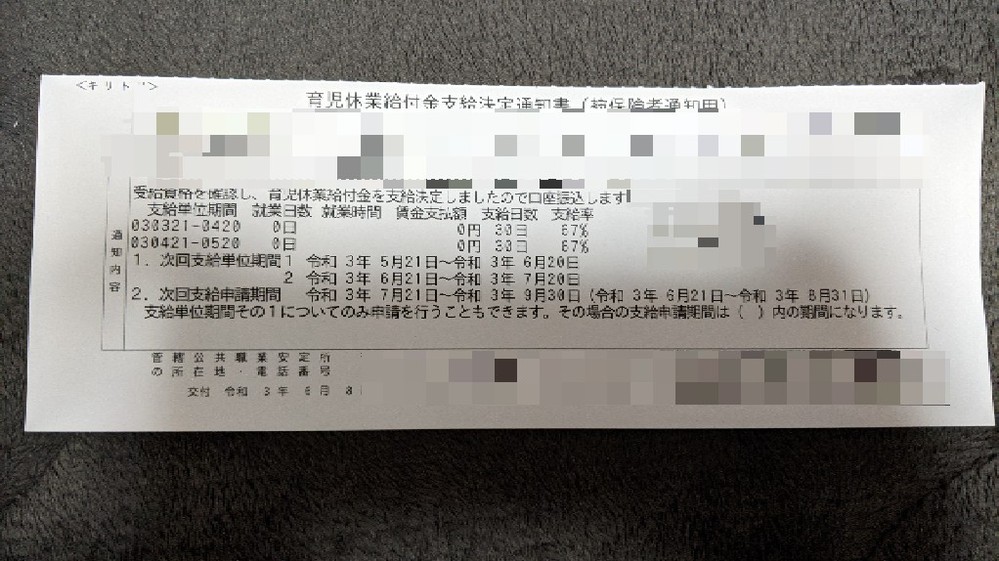 <キリトリ>
育児休業給付金支給決定通知書（被保険者通知用）
受給資格を確認し、育児休業給付金を支給決定しましたので口座振込します
支給単位期間 就業日数 就業時間 賃金支払額 支給日数 支給率
030321-0420 0日 0円 30日 67%
030421-0520 0日 0円 30日 67%
1．次回支給単位期間1 令和 3年 5月21日～令和 3年 6月20日
2 令和 3年 6月21日～令和 3年 7月20日
2．次回支給申請期間 令和 3年 7月21日～令和 3年 9月30日 (令和 3年 6月21日～令和 3年 8月31日)
支給単位期間その1についてのみ申請を行うこともできます。その場合の支給申請期間は（ ）内の期間になります。
通知内容
管轄公共職業安定所
の所在地・電話番号
交付 令和 3年 6月 8